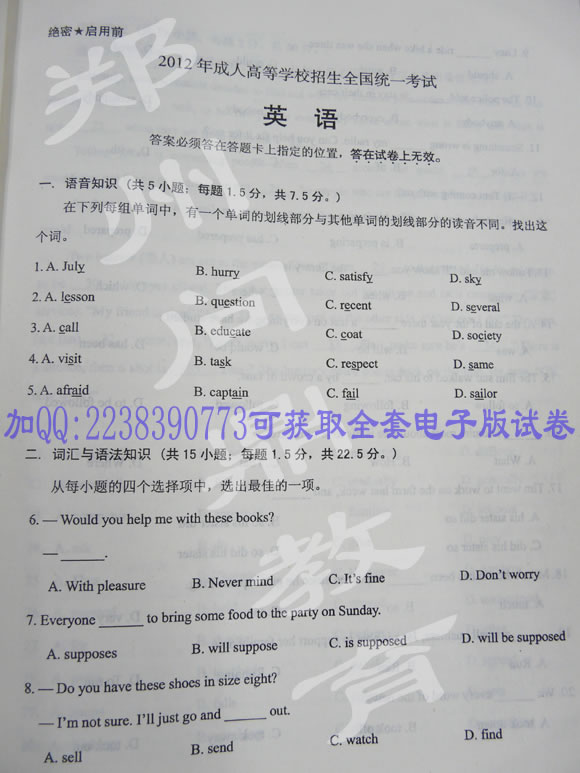 绝密★启用前
2012年成人高等学校招生全国统一考试
英 语
答案必须答在答题卡上指定的位置，答在试卷上无效。
一. 语音知识（共5小题；每题1.5分，共7.5分。）
在下列每组单词中，有一个单词的划线部分与其他单词的划线部分的读音不同。找出这
个词。
1. A. July B. hurry C. satisfy D. sky
2. A. lesson B. question C. recent D. several
3. A. call B. educate C. coat D. society
4. A. visit B. task C. respect D. same
5. A. afraid B. captain C. fail D. sailor
加QQ:2238390773可获取全套电子版试卷
二. 词汇与语法知识（共15小题；每题1.5分，共22.5分。）
从每小题的四个选择项中，选出最佳的一项。
6. — Would you help me with these books?
— ______.
A. With pleasure B. Never mind C. It's fine D. Don't worry
7. Everyone ______ to bring some food to the party on Sunday.
A. supposes B. will suppose C. is supposed D. will be supposed
8. — Do you have these shoes in size eight?
— I'm not sure. I'll just go and ______ out.
A. sell B. send C. watch D. find
郑州问鼎教育